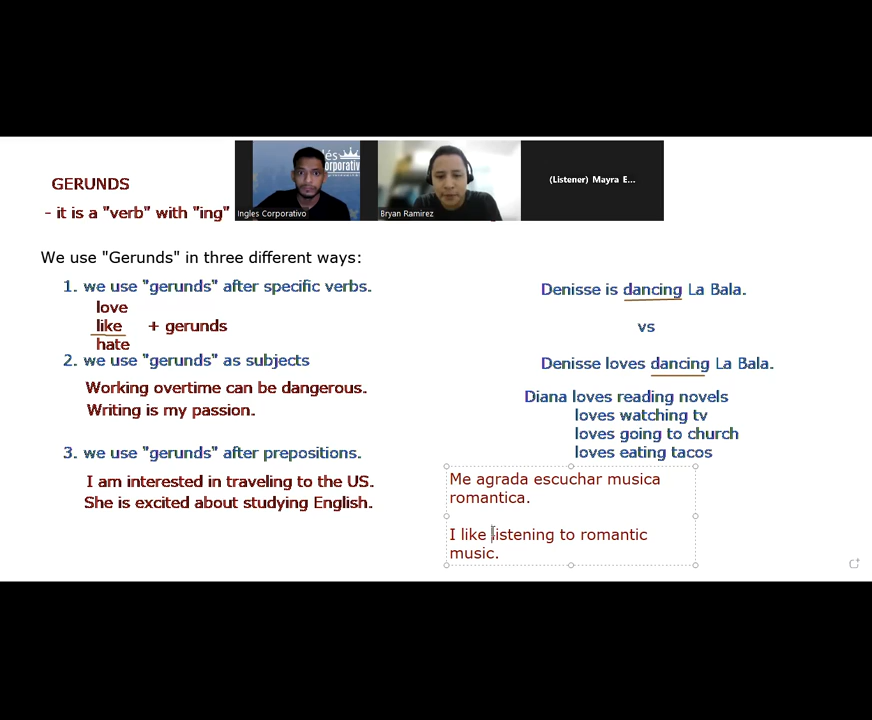 GERUNDS
- it is a "verb" with "ing"
lés
orporativ
Ingles Corporativo
Bryan Ramirez
(Listener) Mayra E...
We use "Gerunds" in three different ways:
1. we use "gerunds" after specific verbs.
love
like + gerunds
hate
2. we use "gerunds" as subjects
Working overtime can be dangerous.
Writing is my passion.
3. we use "gerunds" after prepositions.
I am interested in traveling to the US.
She is excited about studying English.
Denisse is dancing La Bala.
vs
Denisse loves dancing La Bala.
Diana loves reading novels
loves watching tv
loves going to church
loves eating tacos
Me agrada escuchar musica
romantica.
I like listening to romantic
music.